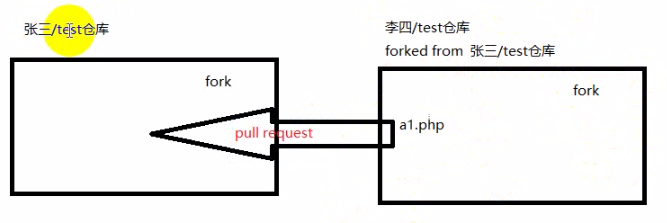 张三/test仓库
李四/test仓库
forked from 张三/test仓库
fork
fork
pull request
a1.php